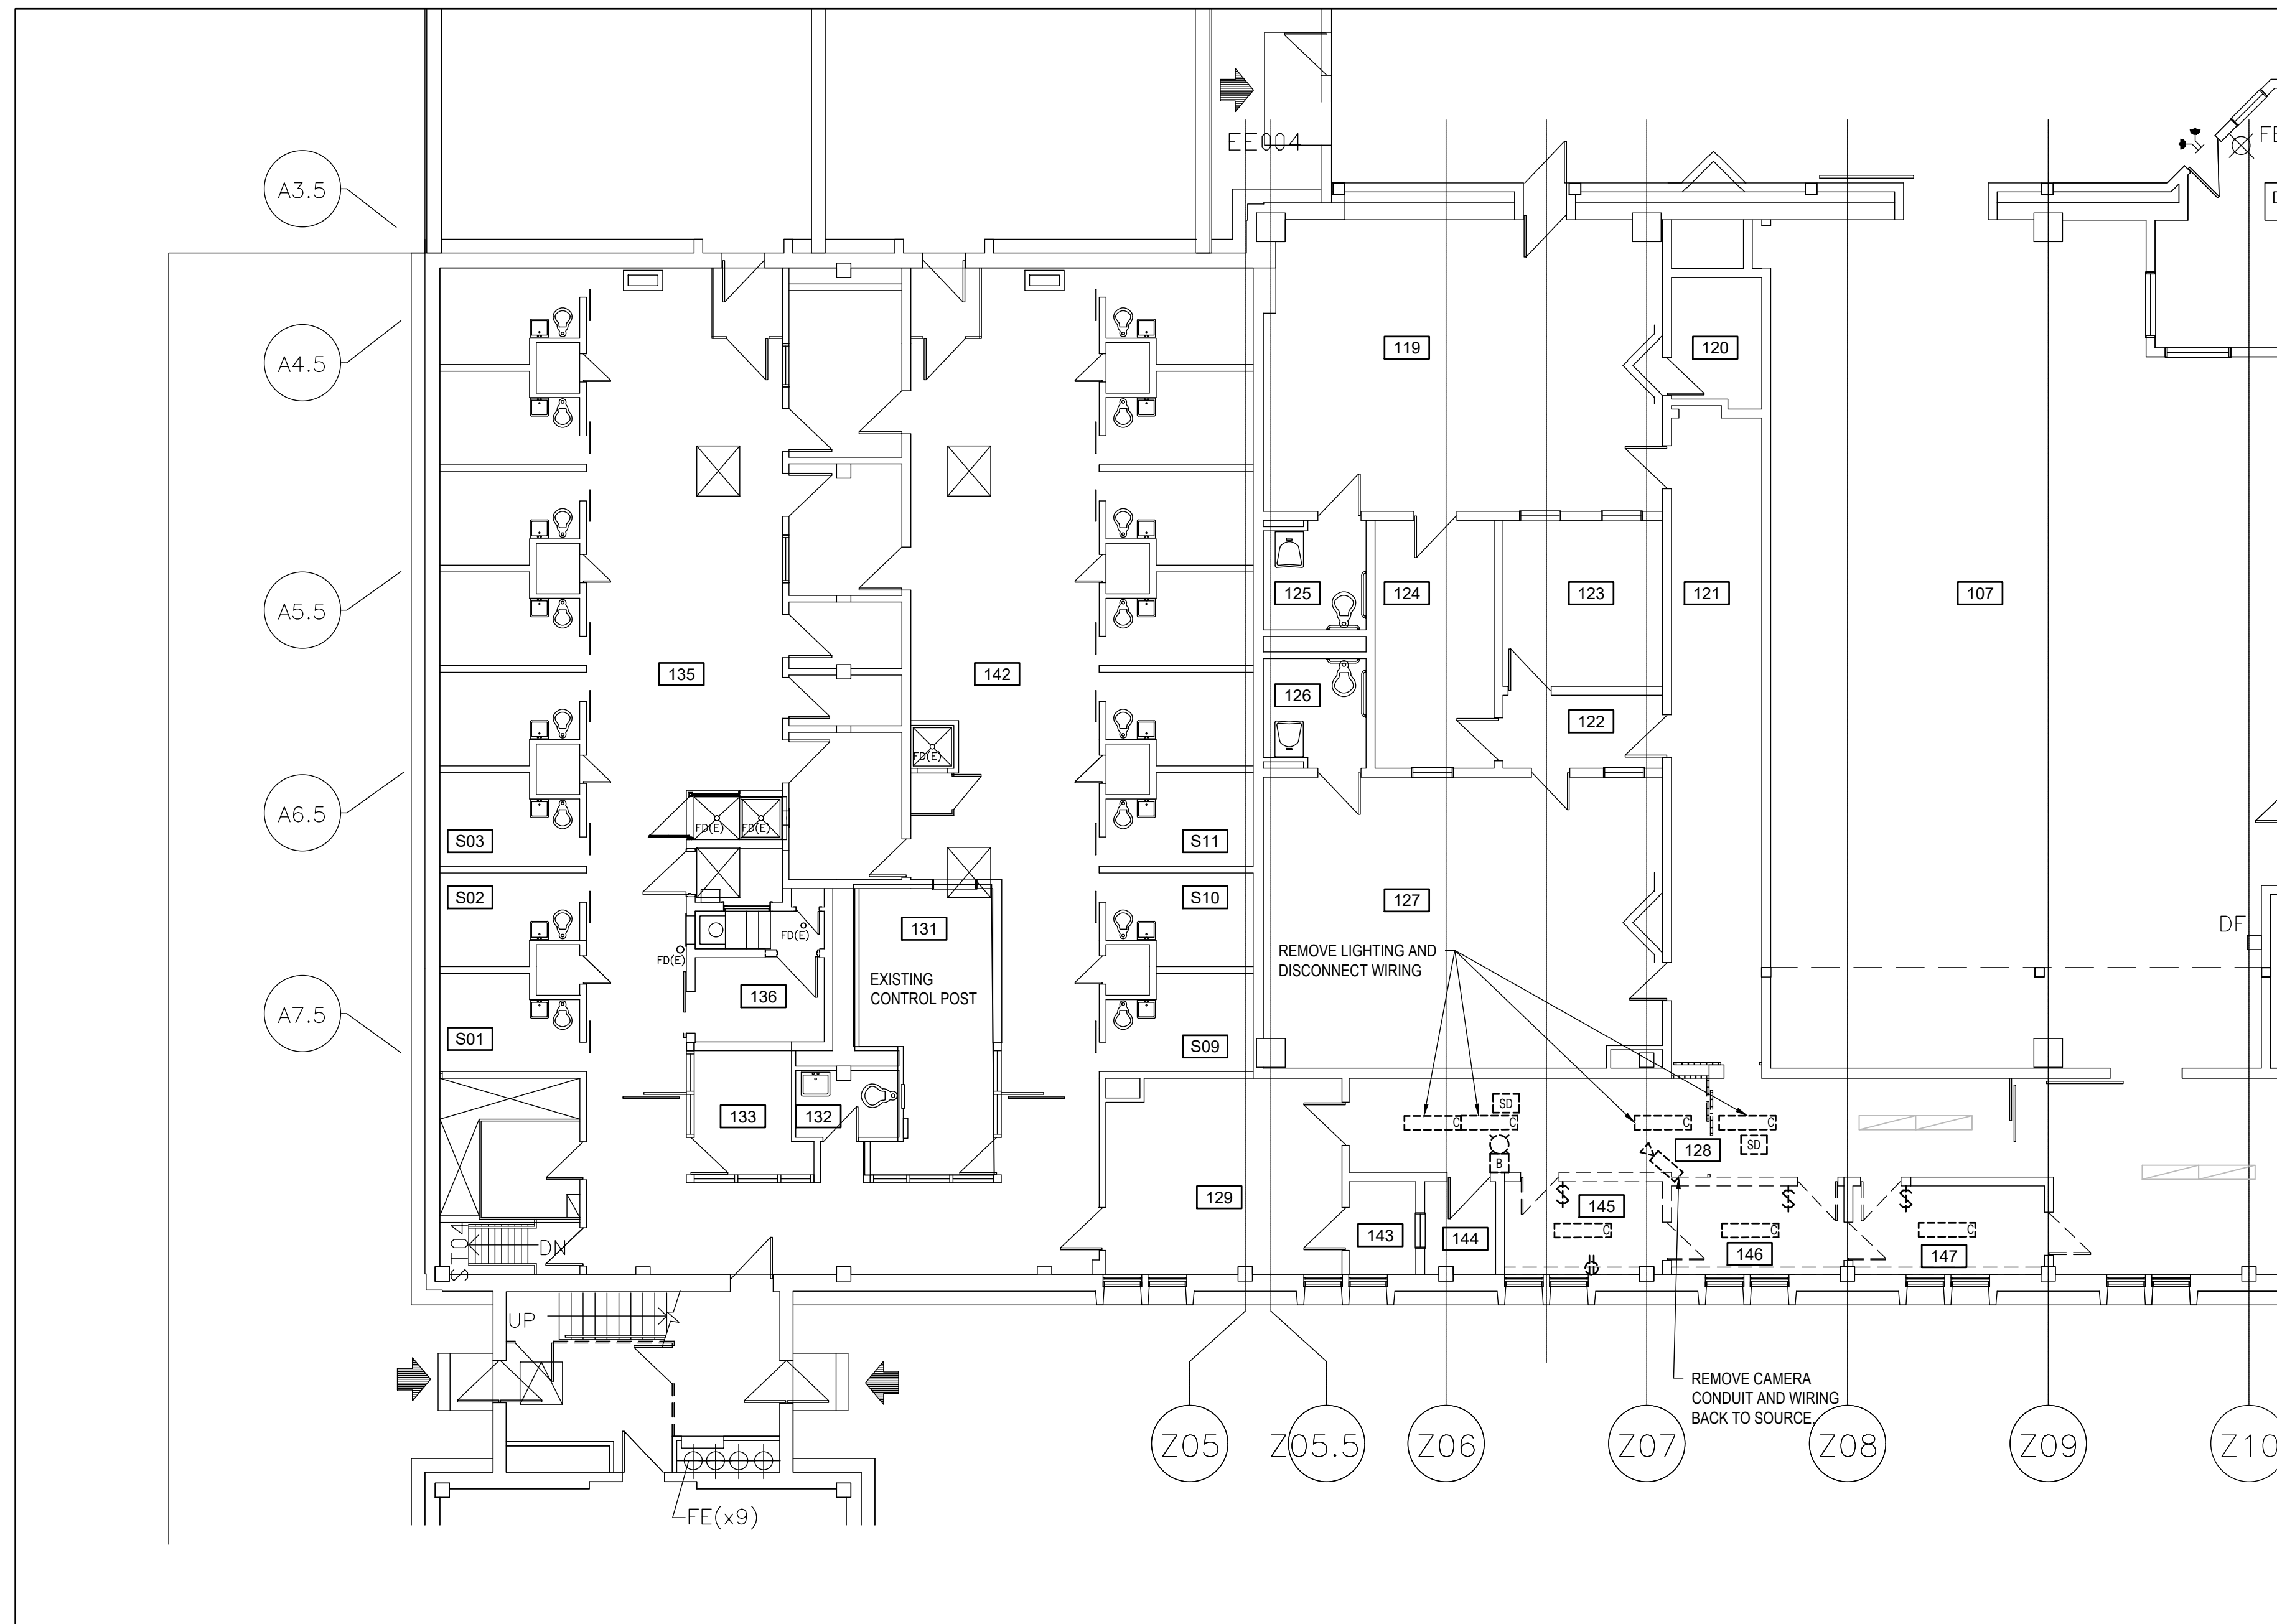 EE004
FE
A3.5
A4.5
119
120
A5.5
125
124
123
121
107
135
142
126
122
FD(E)
A6.5
FD(E)
FD(E)
S03
S11
S02
S10
127
131
DF
FD(E)
FD(E)
REMOVE LIGHTING AND
DISCONNECT WIRING
EXISTING
CONTROL POST
136
A7.5
S01
S09
SD
133
132
C
C
C
C
SD
128
B
129
$
$
$
145
143
144
C
C
C
146
147
ST04
DN
UP
REMOVE CAMERA
CONDUIT AND WIRING
BACK TO SOURCE.
Z05
Z05.5
Z06
Z07
Z08
Z09
Z10
FE(x9)